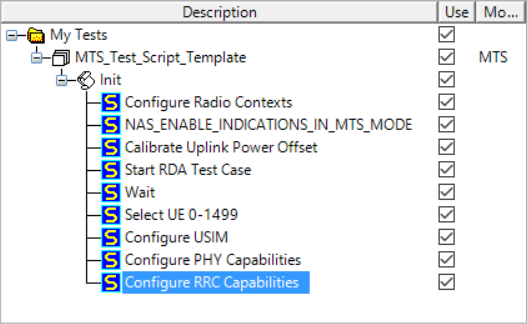 Description Use Mo...
My Tests
MTS_Test_Script_Template MTS
Init
S Configure Radio Contexts
S NAS_ENABLE_INDICATIONS_IN_MTS_MODE
S Calibrate Uplink Power Offset
S Start RDA Test Case
S Wait
S Select UE 0-1499
S Configure USIM
S Configure PHY Capabilities
S Configure RRC Capabilities